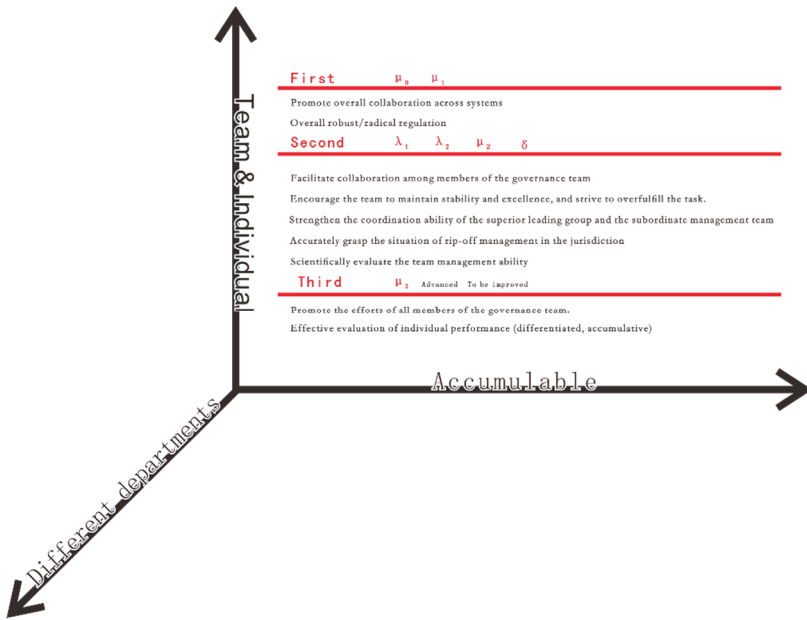 First μ₀ μ₁
Promote overall collaboration across systems
Overall robust/radical regulation
Second λ₁ λ₂ μ₂ δ
Facilitate collaboration among members of the governance team
Encourage the team to maintain stability and excellence, and strive to overfulfill the task.
Strengthen the coordination ability of the superior leading group and the subordinate management team
Accurately grasp the situation of rip-off management in the jurisdiction
Scientifically evaluate the team management ability
Third μ₃ Advanced To be improved
Promote the efforts of all members of the governance team.
Effective evaluation of individual performance (differentiated, accumulative)
Team & Individual
Accumulable
Different departments